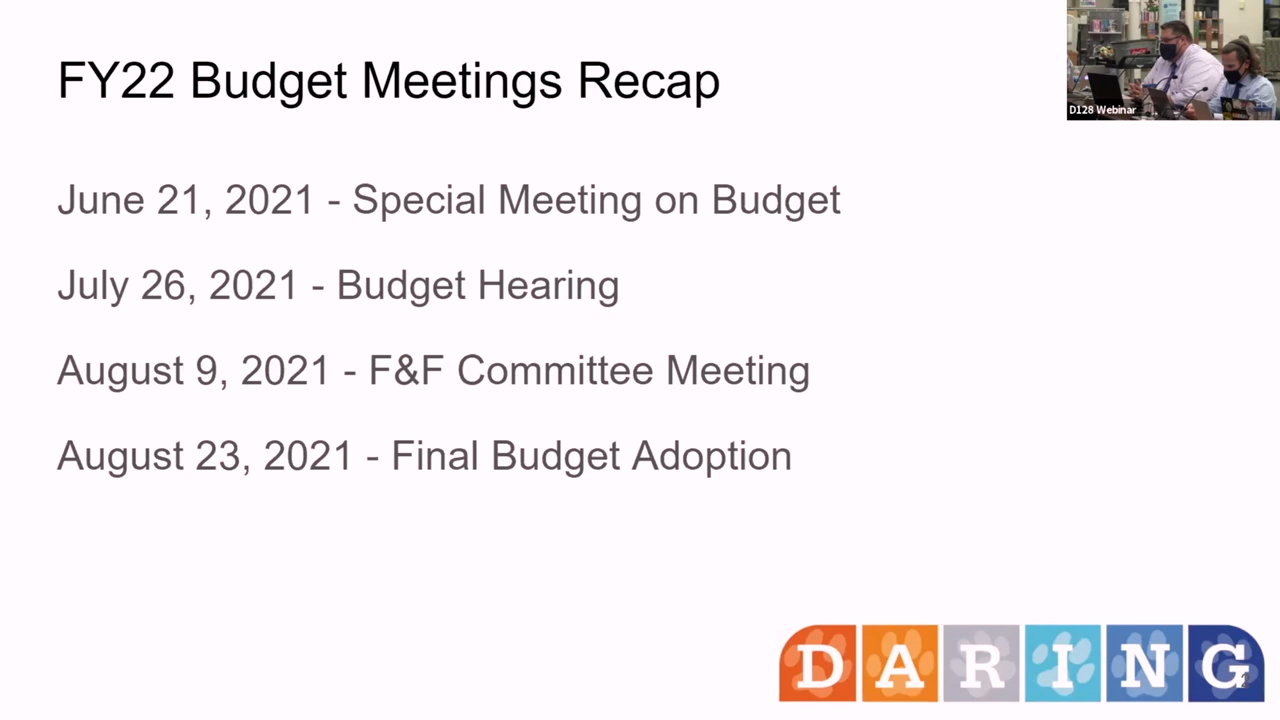 FY22 Budget Meetings Recap
D128 Webinar
June 21, 2021 - Special Meeting on Budget
July 26, 2021 - Budget Hearing
August 9, 2021 - F&F Committee Meeting
August 23, 2021 - Final Budget Adoption
DARING